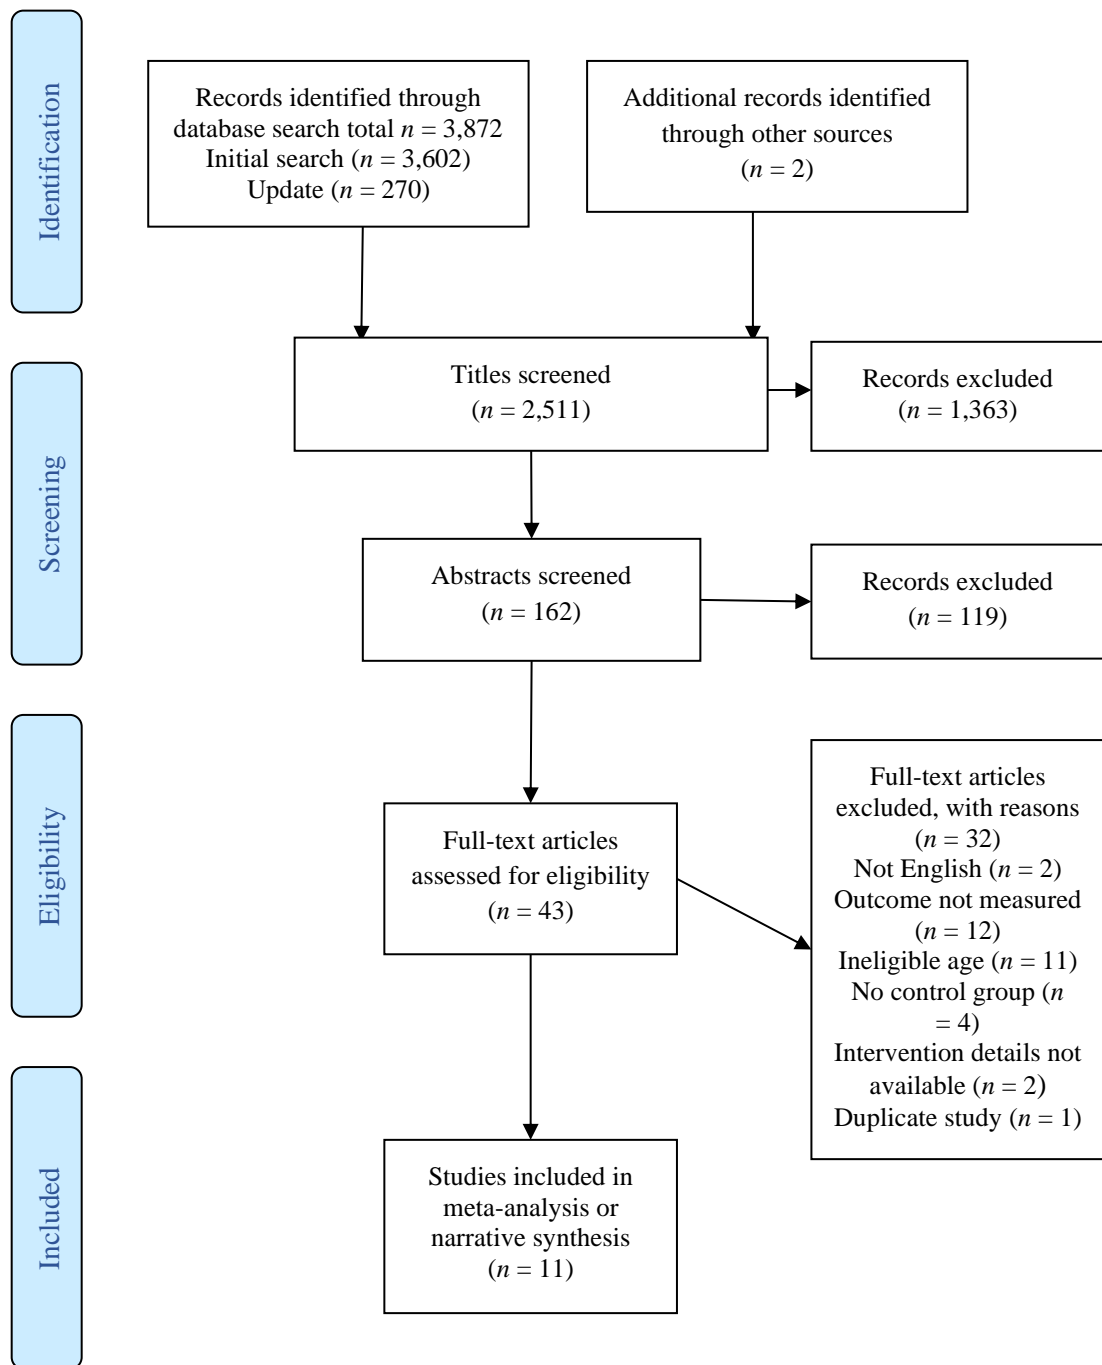 Identification
Records identified through
database search total n = 3,872
Initial search (n = 3,602)
Update (n = 270)
Additional records identified
through other sources
(n = 2)
Screening
Titles screened
(n = 2,511)
Records excluded
(n = 1,363)
Abstracts screened
(n = 162)
Records excluded
(n = 119)
Eligibility
Full-text articles
assessed for eligibility
(n = 43)
Full-text articles
excluded, with reasons
(n = 32)
Not English (n = 2)
Outcome not measured
(n = 12)
Ineligible age (n = 11)
No control group (n
= 4)
Intervention details not
available (n = 2)
Duplicate study (n = 1)
Included
Studies included in
meta-analysis or
narrative synthesis
(n = 11)